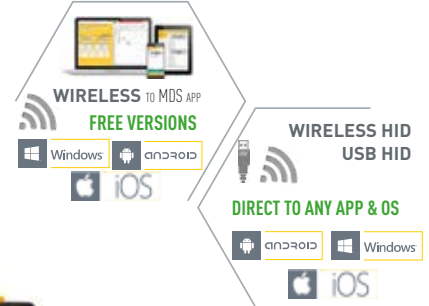 WIRELESS TO MDS APP
FREE VERSIONS
Windows
ANDROID
iOS
WIRELESS HID
USB HID
DIRECT TO ANY APP & OS
ANDROID
Windows
iOS